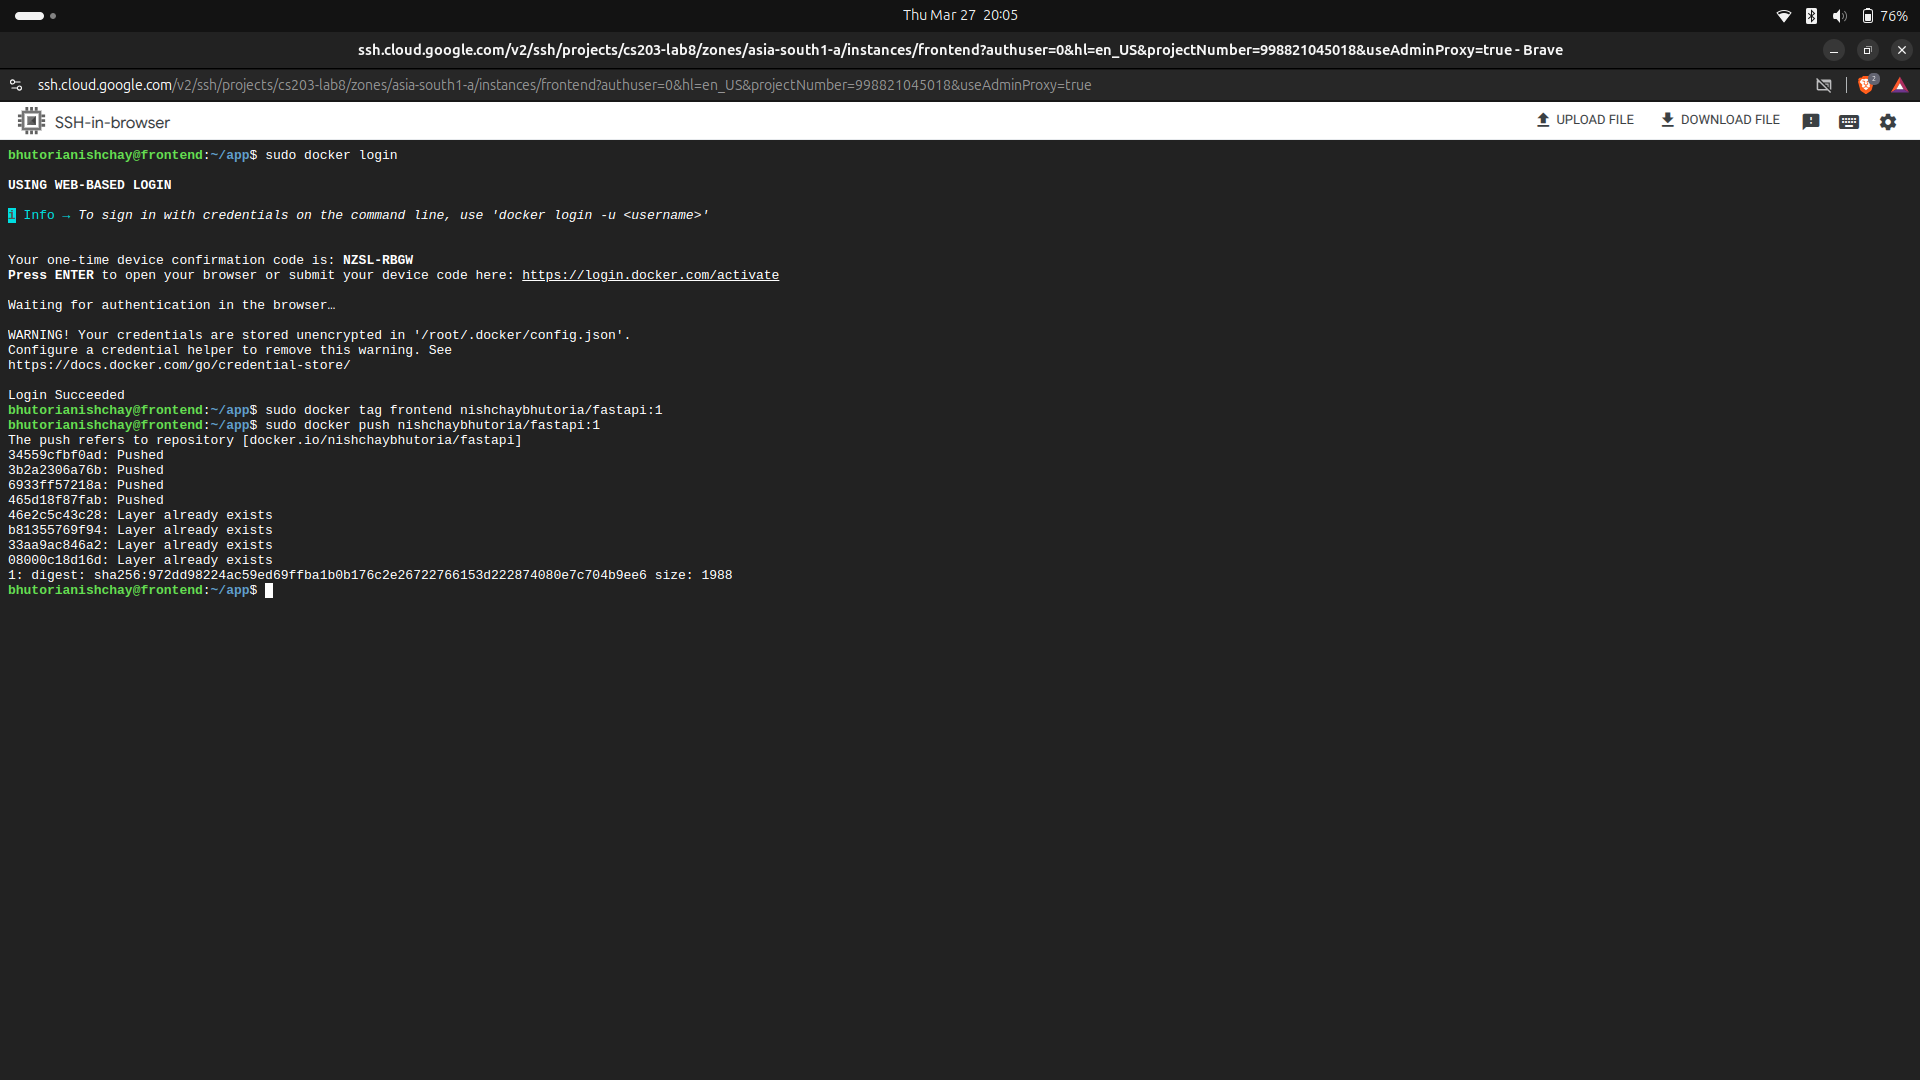 Thu Mar 27 20:05
76%
ssh.cloud.google.com/v2/ssh/projects/cs203-lab8/zones/asia-south1-a/instances/frontend?authuser=0&hl=en_US&projectNumber=998821045018&useAdminProxy=true - Brave
ssh.cloud.google.com/v2/ssh/projects/cs203-lab8/zones/asia-south1-a/instances/frontend?authuser=0&hl=en_US&projectNumber=998821045018&useAdminProxy=true
2
SSH-in-browser
UPLOAD FILE
DOWNLOAD FILE
bhutorianishchay@frontend:~/app$ sudo docker login
USING WEB-BASED LOGIN
i Info → To sign in with credentials on the command line, use 'docker login -u <username>'
Your one-time device confirmation code is: NZSL-RBGW
Press ENTER to open your browser or submit your device code here: https://login.docker.com/activate
Waiting for authentication in the browser…
WARNING! Your credentials are stored unencrypted in '/root/.docker/config.json'.
Configure a credential helper to remove this warning. See
https://docs.docker.com/go/credential-store/
Login Succeeded
bhutorianishchay@frontend:~/app$ sudo docker tag frontend nishchaybhutoria/fastapi:1
bhutorianishchay@frontend:~/app$ sudo docker push nishchaybhutoria/fastapi:1
The push refers to repository [docker.io/nishchaybhutoria/fastapi]
34559cfbf0ad: Pushed
3b2a2306a76b: Pushed
6933ff57218a: Pushed
465d18f87fab: Pushed
46e2c5c43c28: Layer already exists
b81355769f94: Layer already exists
33aa9ac846a2: Layer already exists
08000c18d16d: Layer already exists
1: digest: sha256:972dd98224ac59ed69ffba1b0b176c2e26722766153d222874080e7c704b9ee6 size: 1988
bhutorianishchay@frontend:~/app$